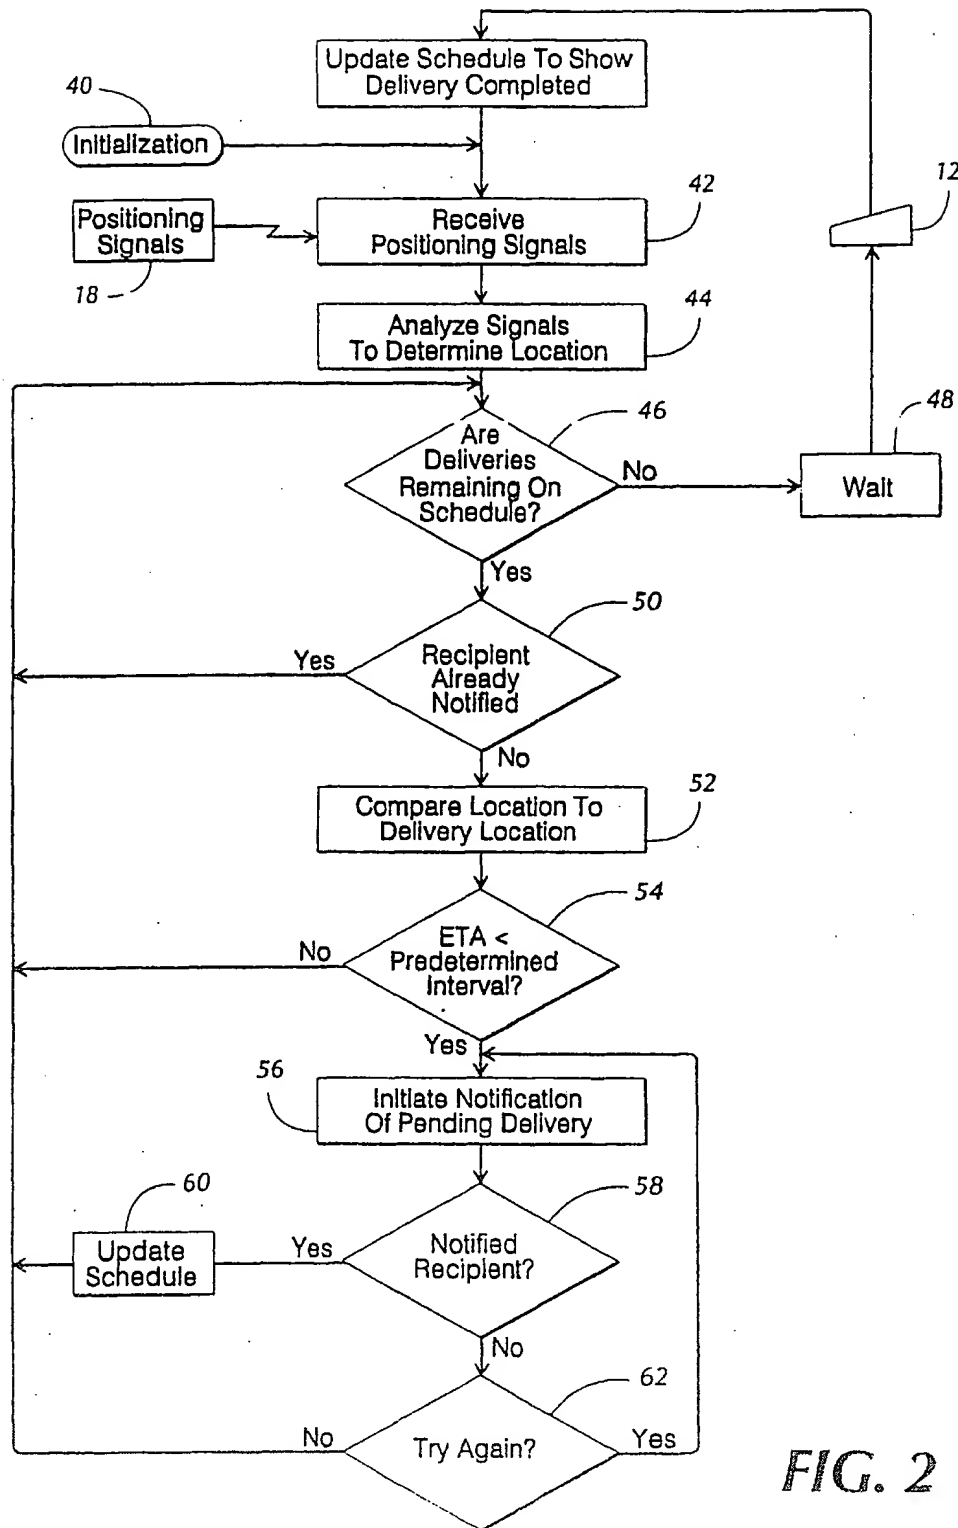 Update Schedule To Show
Delivery Completed
40
Initialization
12
42
Positioning
Signals
Receive
Positioning Signals
18
44
Analyze Signals
To Determine Location
46
48
Are
Deliveries
Remaining On
Schedule?
No
Wait
Yes
50
Yes
Recipient
Already
Notified
No
52
Compare Location To
Delivery Location
54
No
ETA <
Predetermined
Interval?
Yes
56
Initiate Notification
Of Pending Delivery
60
58
Update
Schedule
Yes
Notified
Recipient?
No
62
No
Try Again?
Yes
FIG. 2